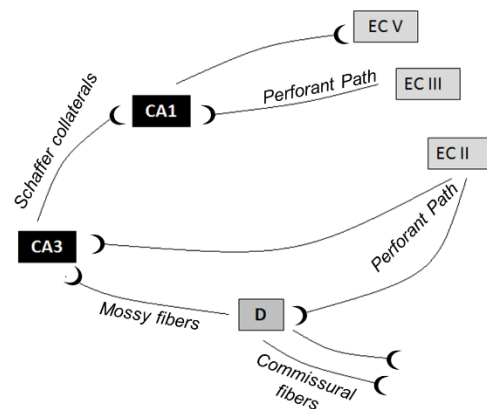 EC V
Perforant Path
EC III
CA1
Schaffer collaterals
EC II
Perforant Path
CA3
Mossy fibers
D
Commissural
fibers